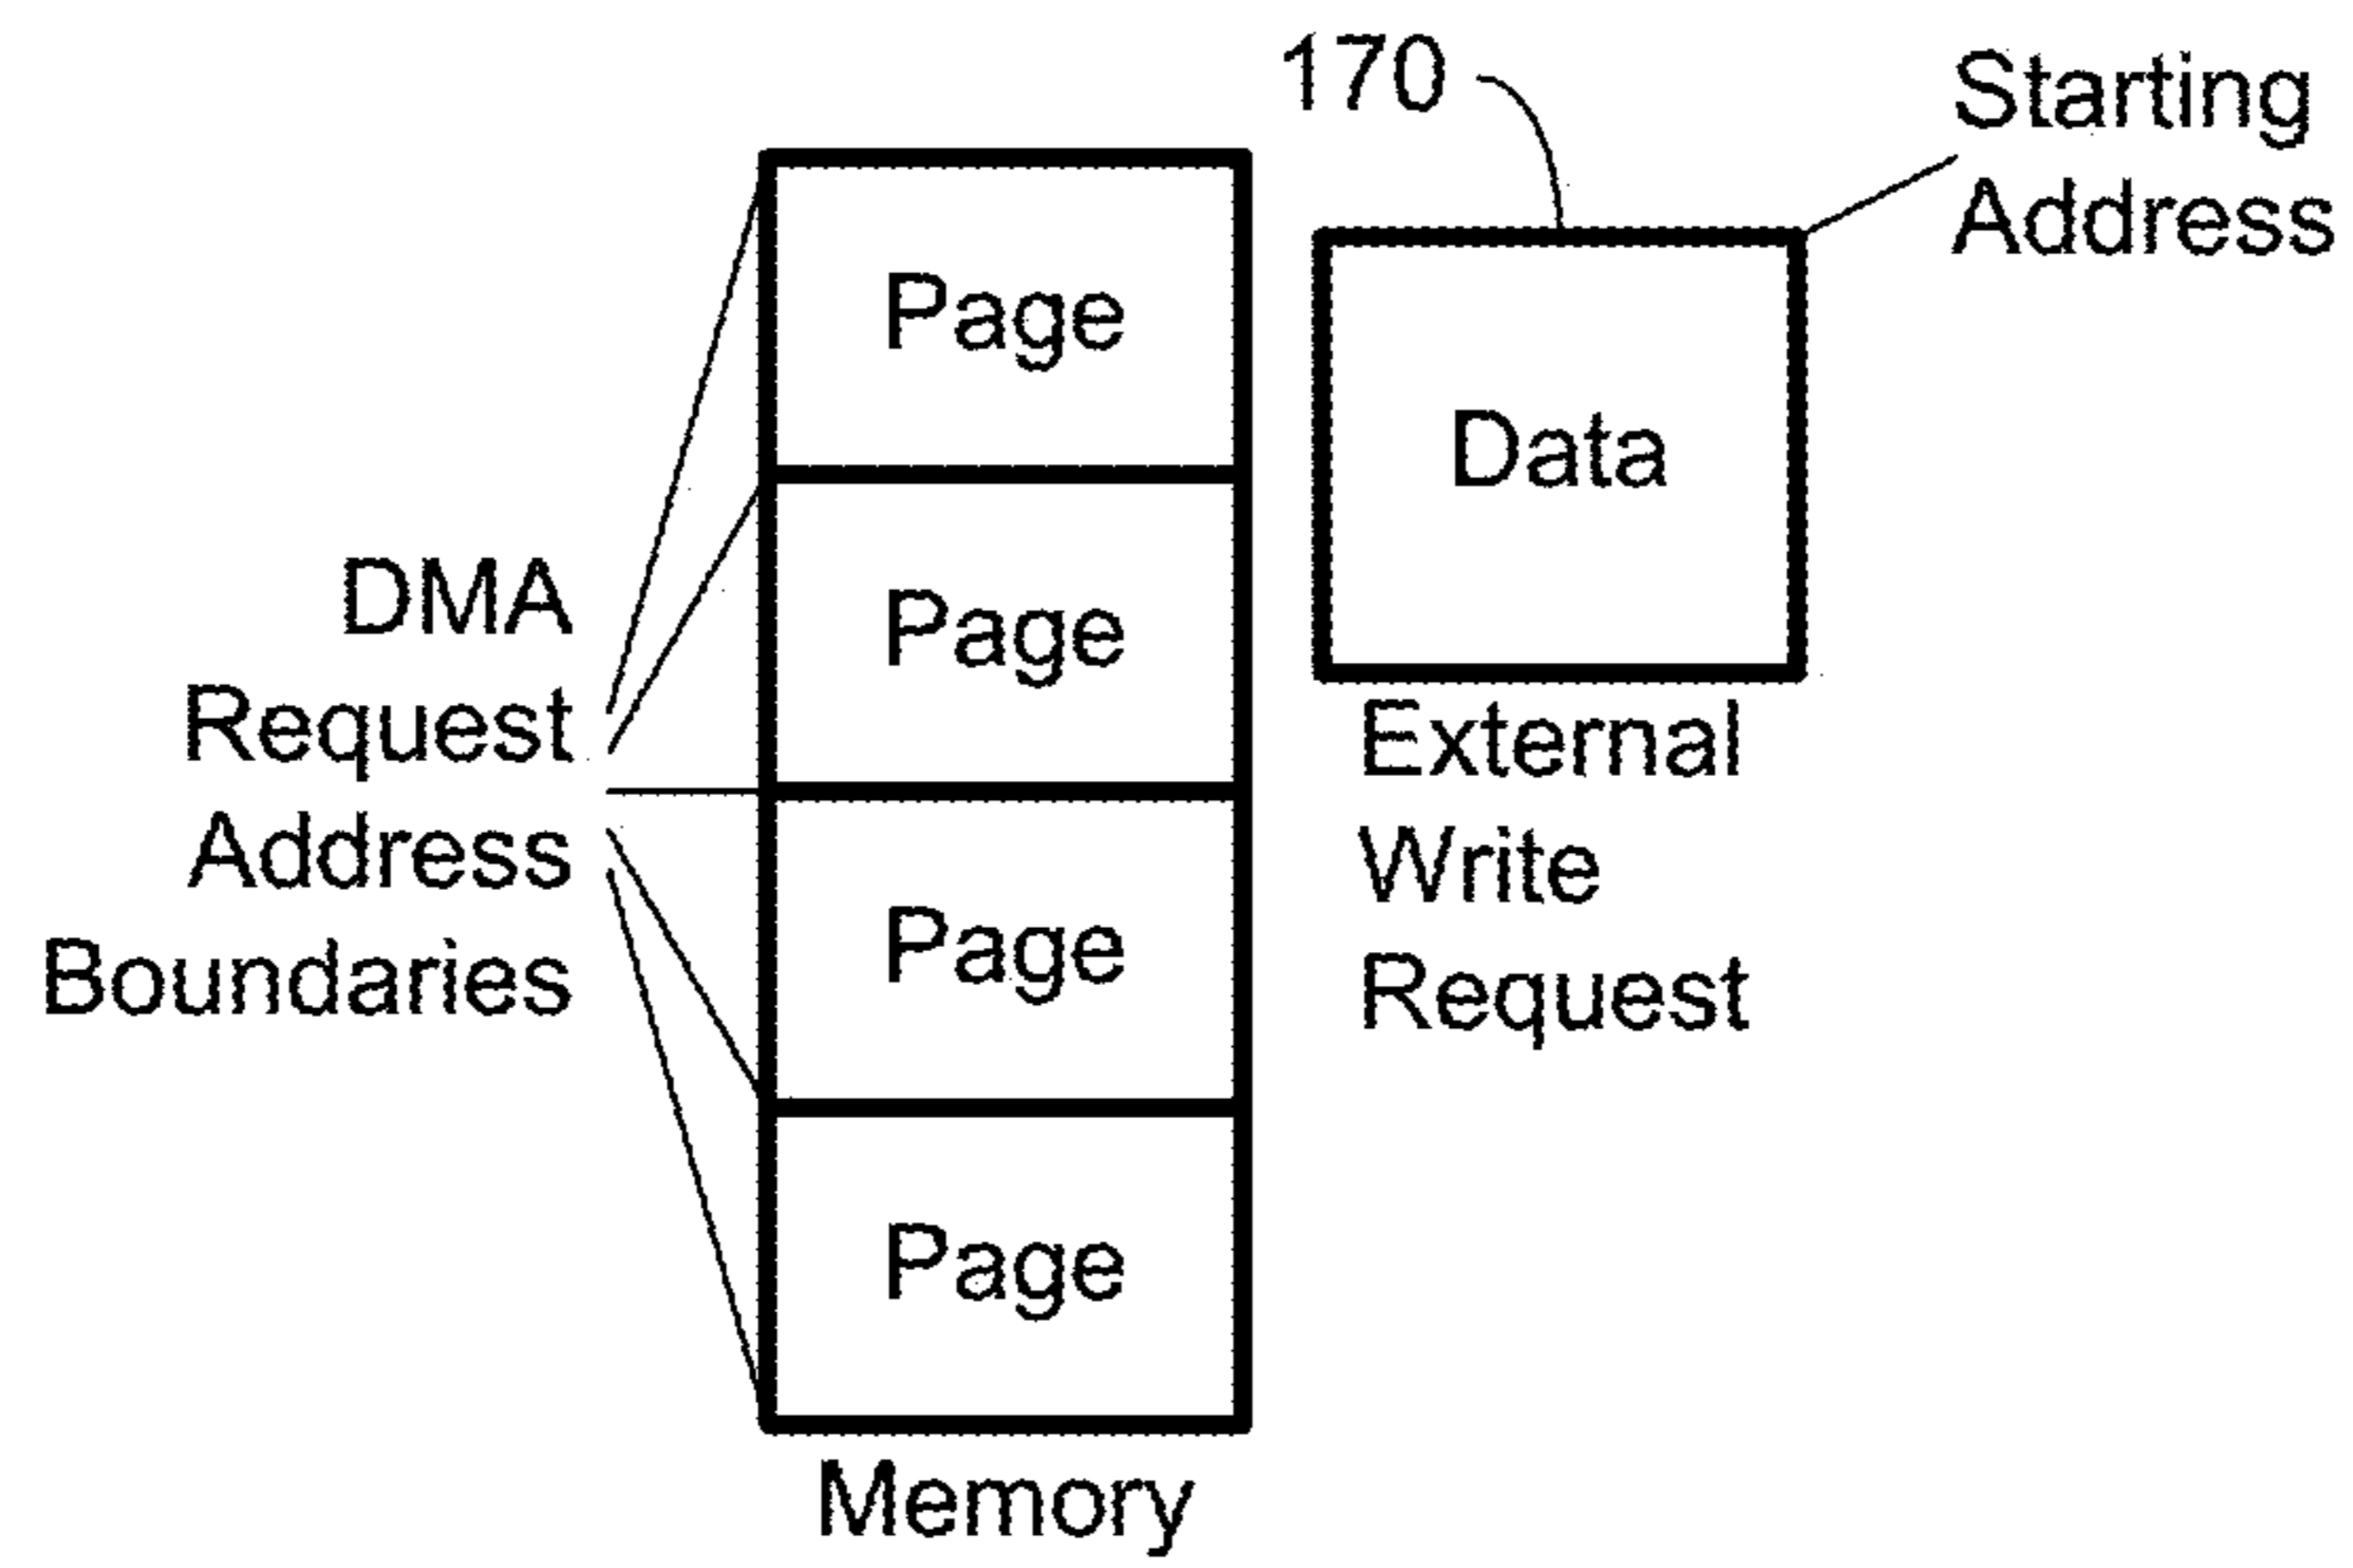 170
Starting
Address
Page
Data
Page
DMA
Request
Address
Boundaries
External
Write
Request
Page
Page
Memory